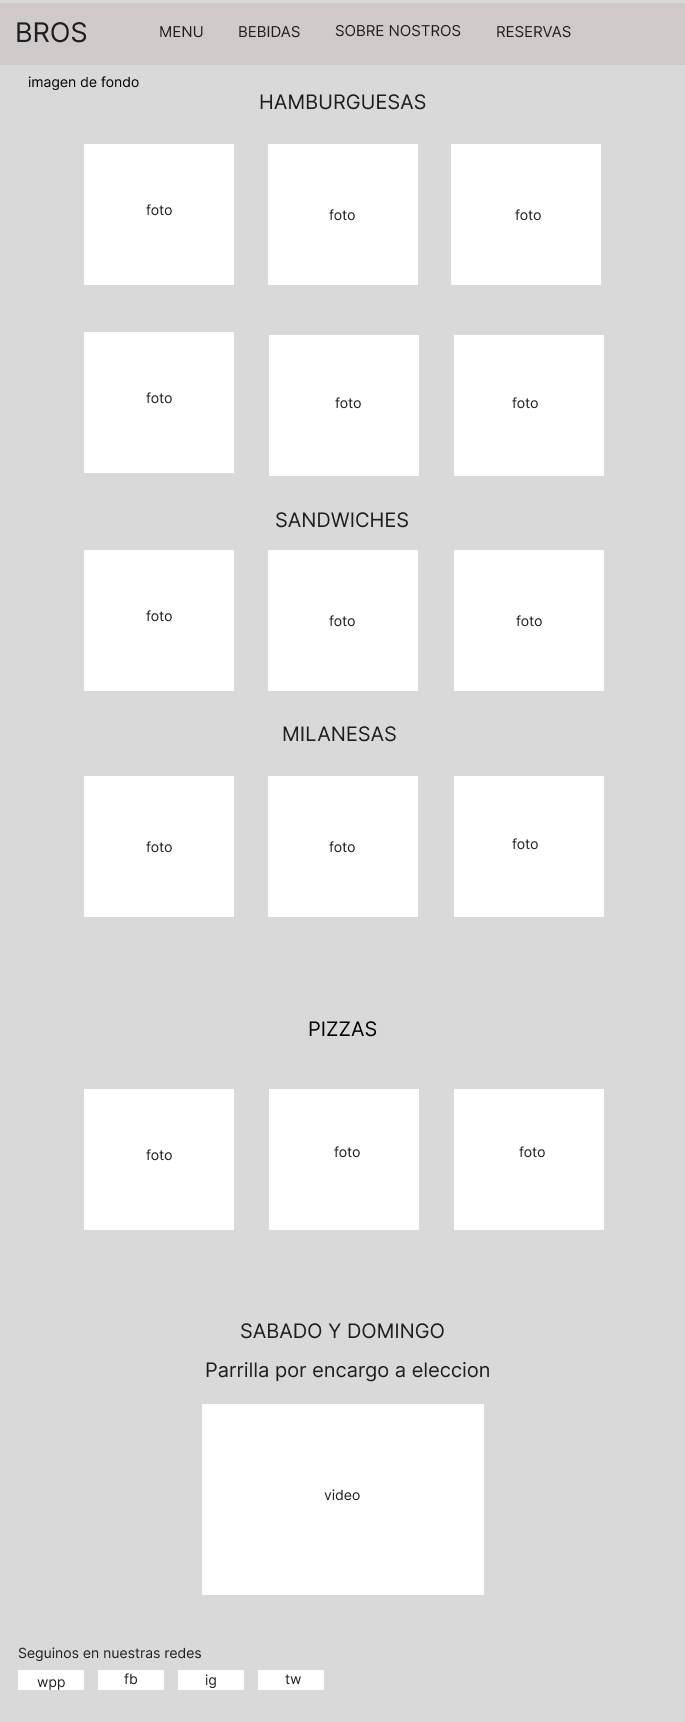 BROS MENU BEBIDAS SOBRE NOSTROS RESERVAS
imagen de fondo
HAMBURGUESAS
foto foto foto
foto foto foto
SANDWICHES
foto foto foto
MILANESAS
foto foto foto
PIZZAS
foto foto foto
SABADO Y DOMINGO
Parrilla por encargo a eleccion
video
Seguinos en nuestras redes
wpp fb ig tw